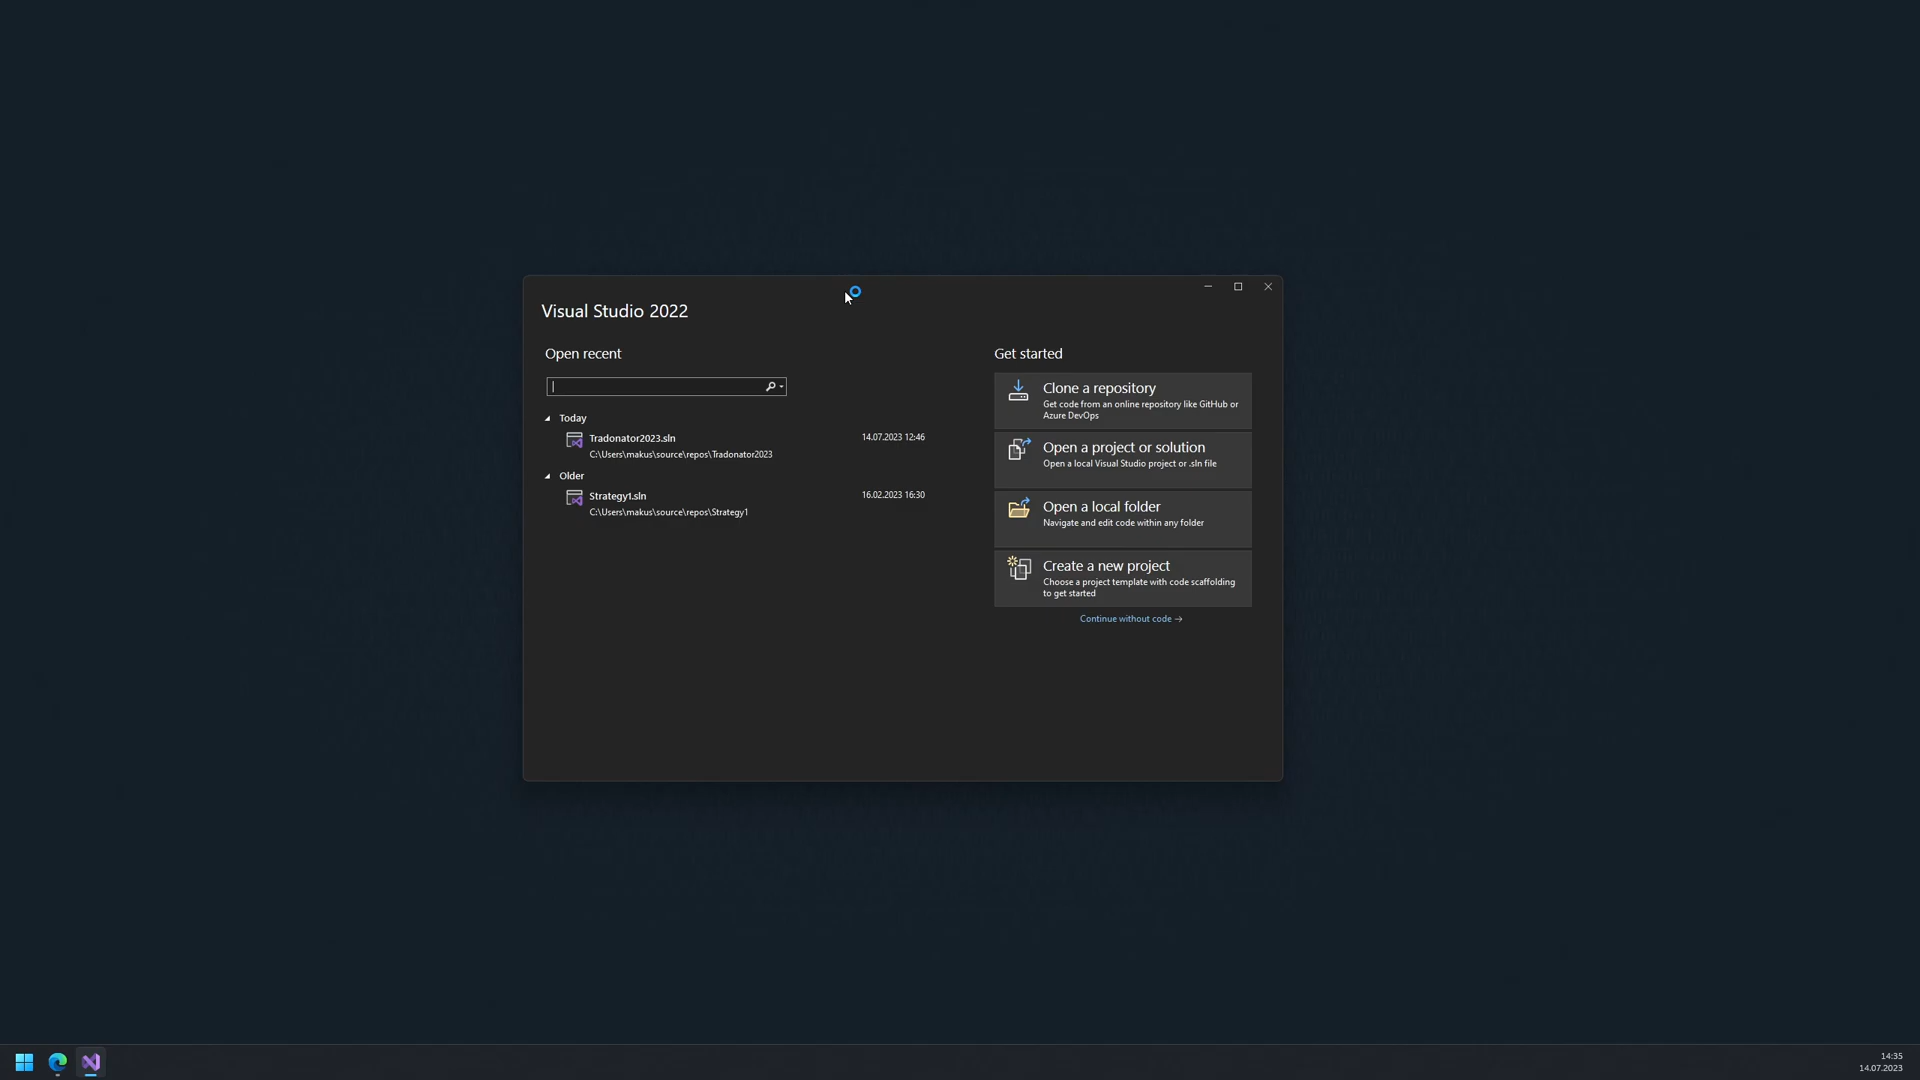 Visual Studio 2022
Open recent
Today
Tradonator2023.sln
14.07.2023 12:46
C:\Users\makus\source\repos\Tradonator2023
Older
Strategy1.sln
16.02.2023 16:30
C:\Users\makus\source\repos\Strategy1
Get started
Clone a repository
Get code from an online repository like GitHub or
Azure DevOps
Open a project or solution
Open a local Visual Studio project or .sln file
Open a local folder
Navigate and edit code within any folder
Create a new project
Choose a project template with code scaffolding
to get started
Continue without code →
14:35
14.07.2023